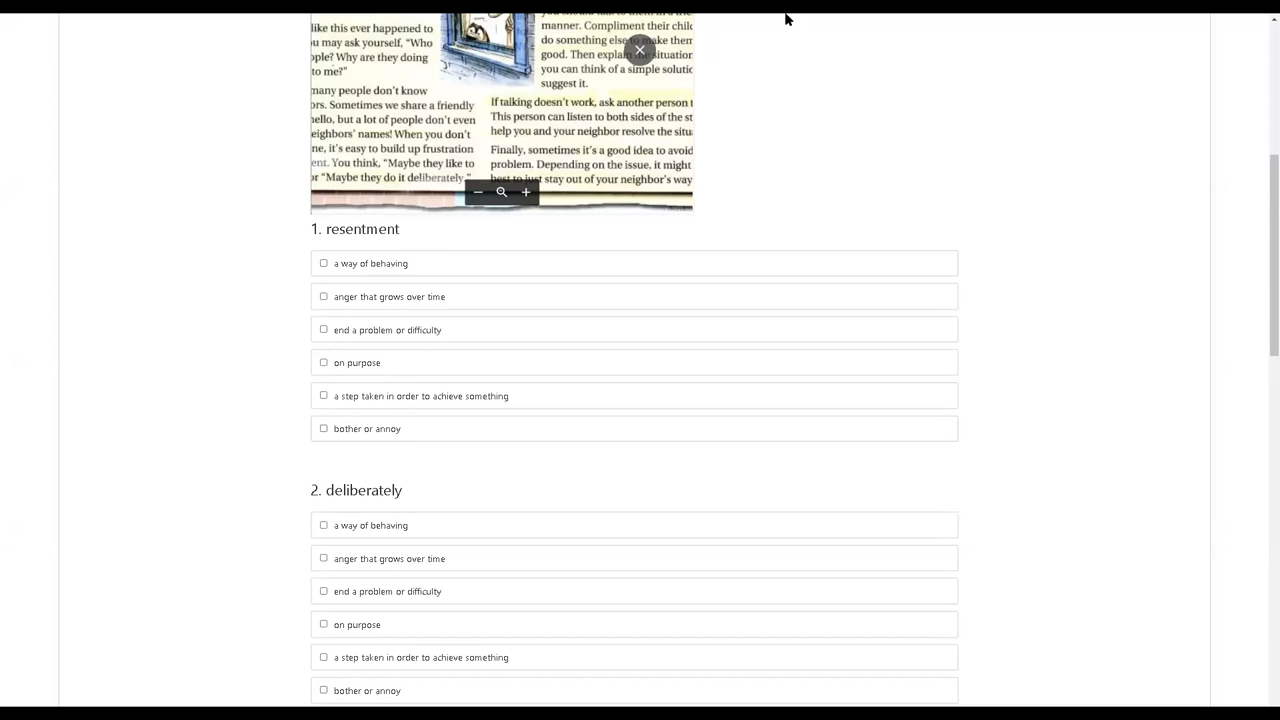 like this ever happened to
u may ask yourself, "Who
ople? Why are they doing
to me?"
many people don't know
ors. Sometimes we share a friendly
hello, but a lot of people don't even
eighbors' names! When you don't
ne, it's easy to build up frustration
ent. You think, "Maybe they like to
or "Maybe they do it deliberately."
manner. Compliment their chil
do something else to make them
good. Then explain the situation
you can think of a simple solutio
suggest it.
If talking doesn't work, ask another person t
This person can listen to both sides of the st
help you and your neighbor resolve the situ
Finally, sometimes it's a good idea to avoid
problem. Depending on the issue, it might
best to just stay out of your neighbor's way
1. resentment
a way of behaving
anger that grows over time
end a problem or difficulty
on purpose
a step taken in order to achieve something
bother or annoy
2. deliberately
a way of behaving
anger that grows over time
end a problem or difficulty
on purpose
a step taken in order to achieve something
bother or annoy